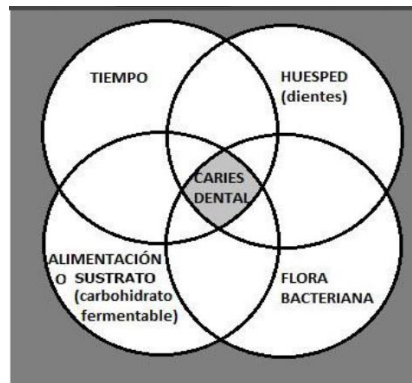 TIEMPO
HUESPED
(dientes)
CARIES
DENTAL
ALIMENTACIÓN
O SUSTRATO
(carbohidrato
fermentable)
FLORA
BACTERIANA